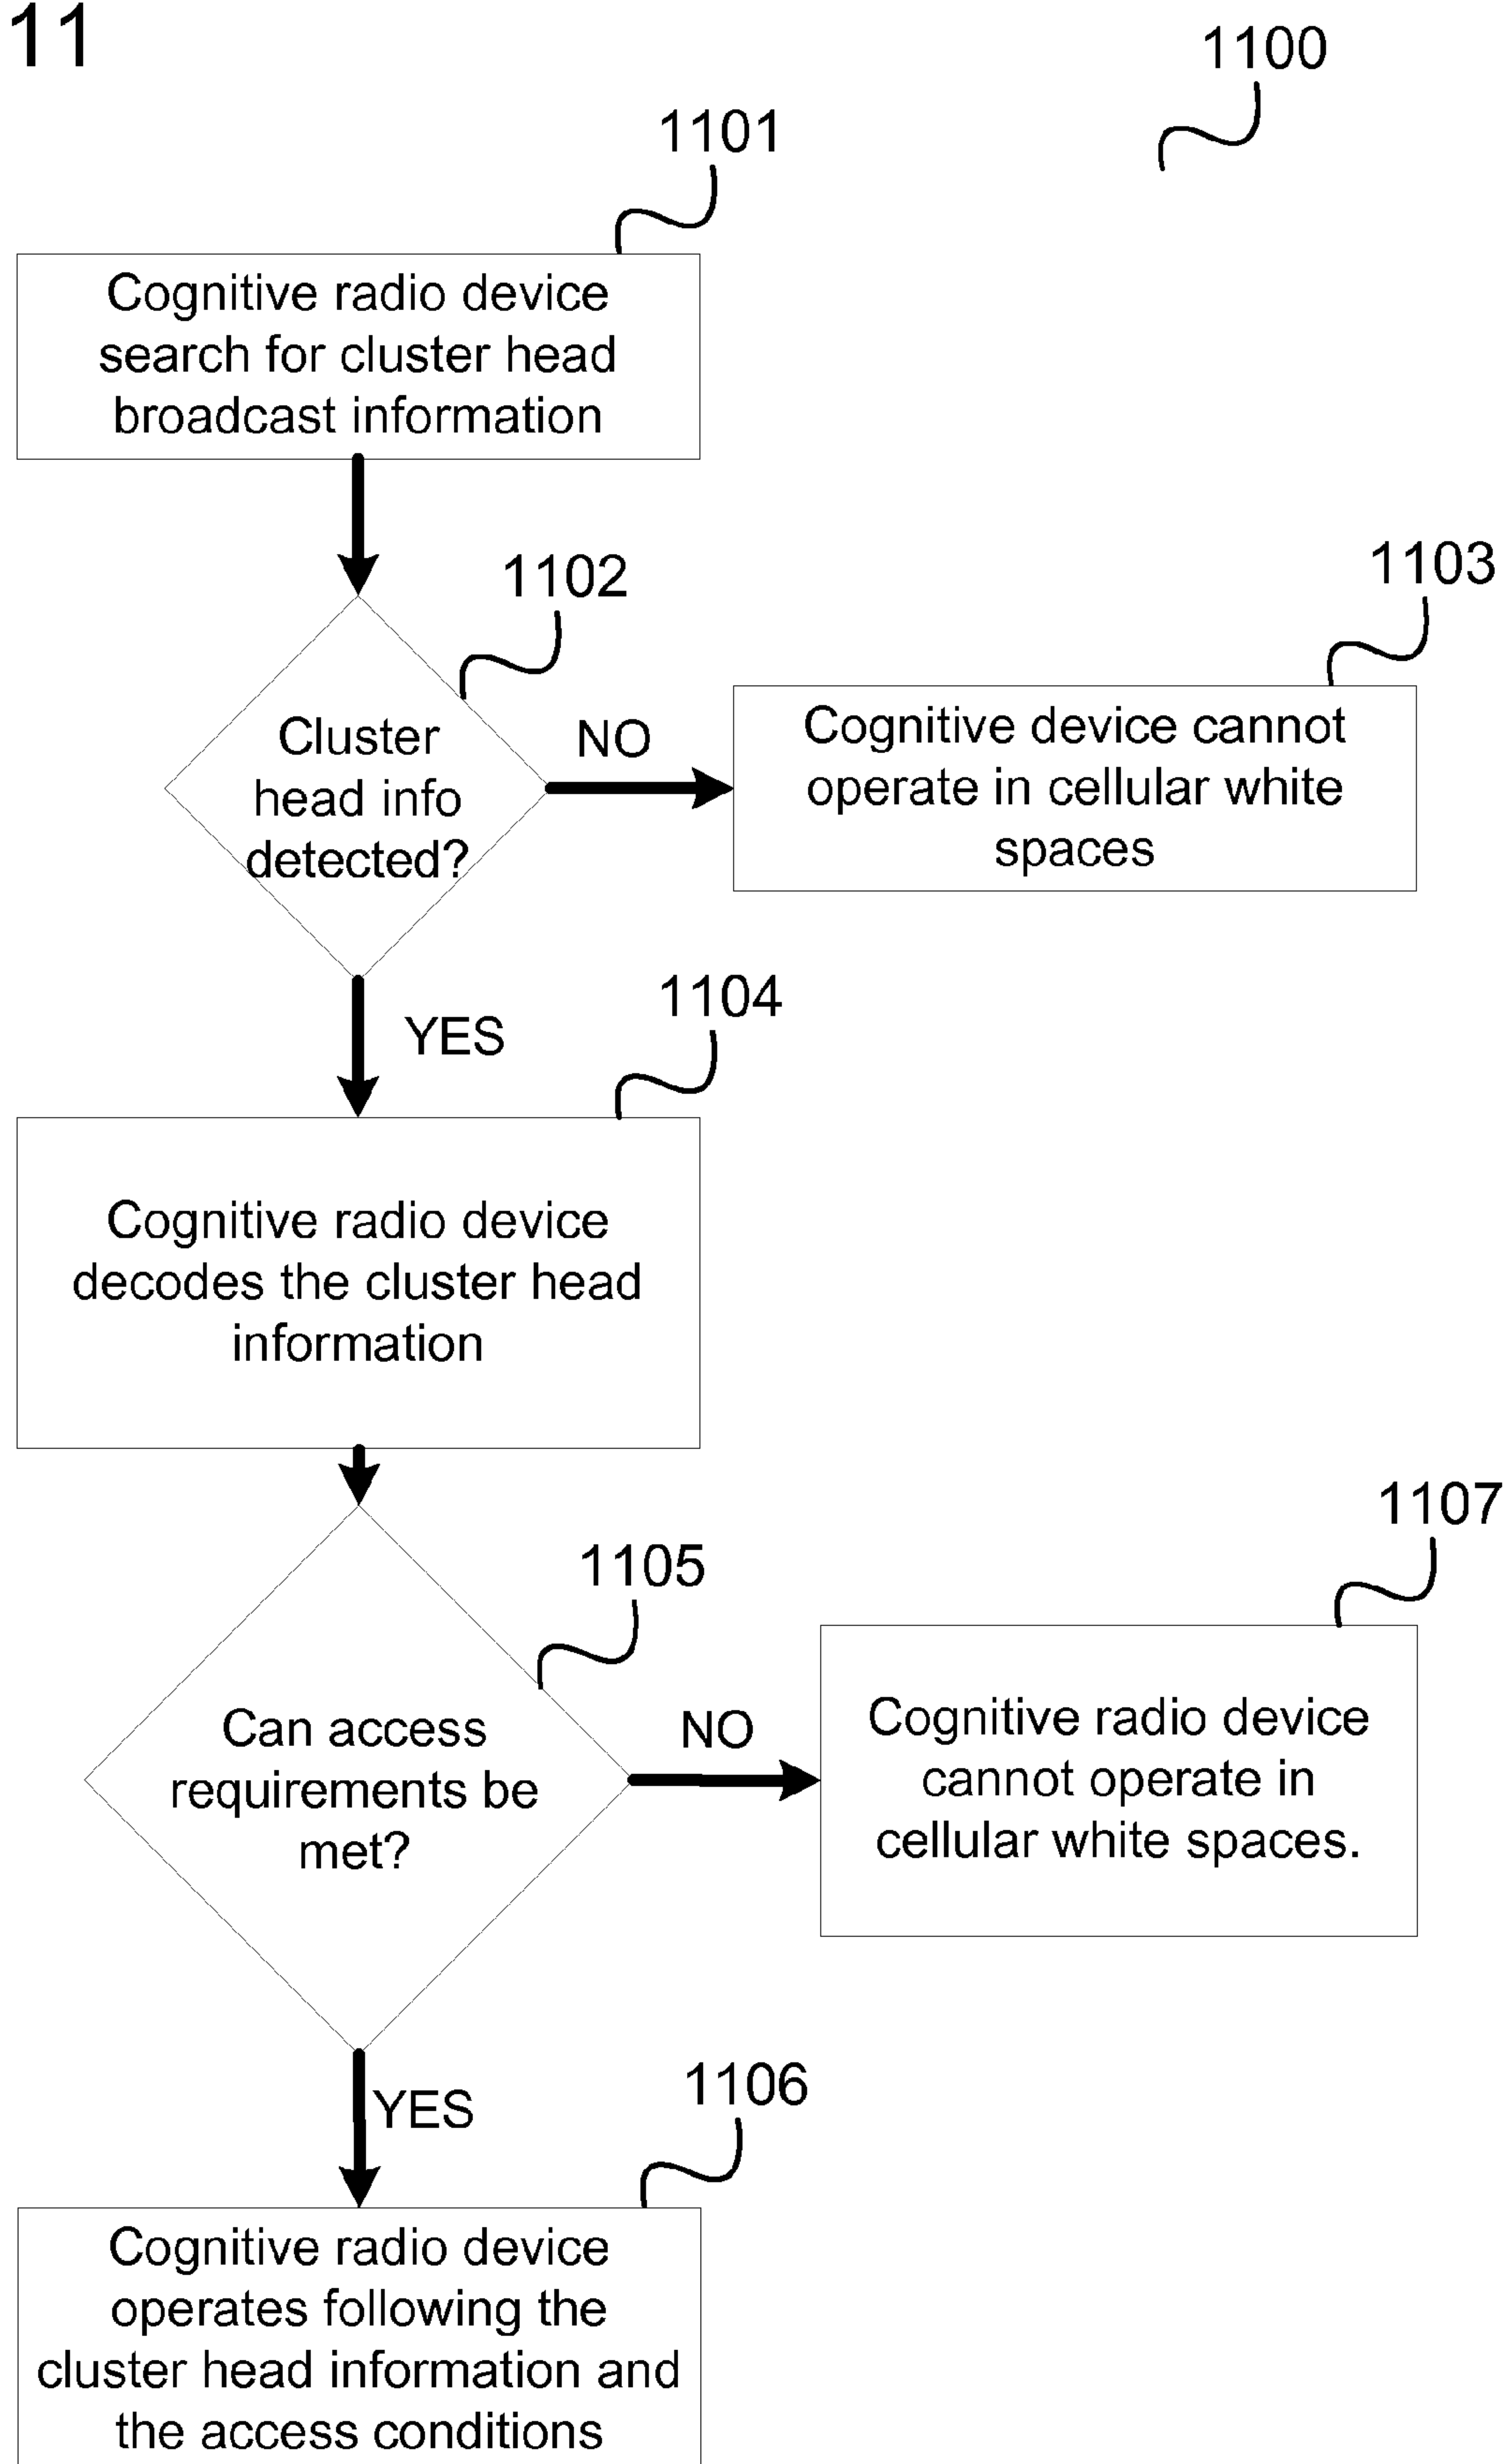 11
1100
1101
Cognitive radio device
search for cluster head
broadcast information
1102
1103
Cluster
head info
detected?
NO
Cognitive device cannot
operate in cellular white
spaces
YES
1104
Cognitive radio device
decodes the cluster head
information
1105
1107
Can access
requirements be
met?
NO
Cognitive radio device
cannot operate in
cellular white spaces.
YES
1106
Cognitive radio device
operates following the
cluster head information and
the access conditions